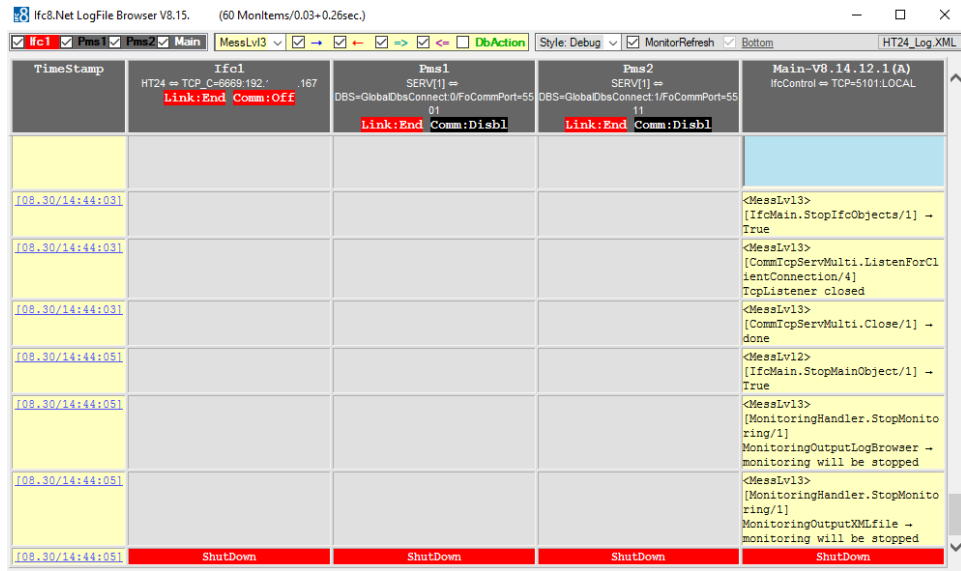 Ifc8.Net LogFile Browser V8.15. (60 MonItems/0.03+0.26sec.)
Ifc1 Pms1 Pms2 Main MessLvl3 → ← => <= DbAction Style: Debug MonitorRefresh Bottom HT24_Log.XML
TimeStamp
Ifc1
HT24 ⇔ TCP_C=6669:192.1 .167
Link:End Comm:Off
Pms1
SERV[1] ⇔
DBS=GlobalDbsConnect:0/FoCommPort=55
01
Link:End Comm:Disbl
Pms2
SERV[1] ⇔
DBS=GlobalDbsConnect:1/FoCommPort=55
11
Link:End Comm:Disbl
Main-V8.14.12.1(A)
IfcControl ⇔ TCP=5101:LOCAL
[08.30/14:44:03]
<MessLvl3>
[IfcMain.StopIfcObjects/1] →
True
[08.30/14:44:03]
<MessLvl3>
[CommTcpServMulti.ListenForCl
ientConnection/4]
TcpListener closed
[08.30/14:44:03]
<MessLvl3>
[CommTcpServMulti.Close/1] →
done
[08.30/14:44:05]
<MessLvl2>
[IfcMain.StopMainObject/1] →
True
[08.30/14:44:05]
<MessLvl3>
[MonitoringHandler.StopMonito
ring/1]
MonitoringOutputLogBrowser →
monitoring will be stopped
[08.30/14:44:05]
<MessLvl3>
[MonitoringHandler.StopMonito
ring/1]
MonitoringOutputXMLfile →
monitoring will be stopped
[08.30/14:44:05] ShutDown ShutDown ShutDown ShutDown